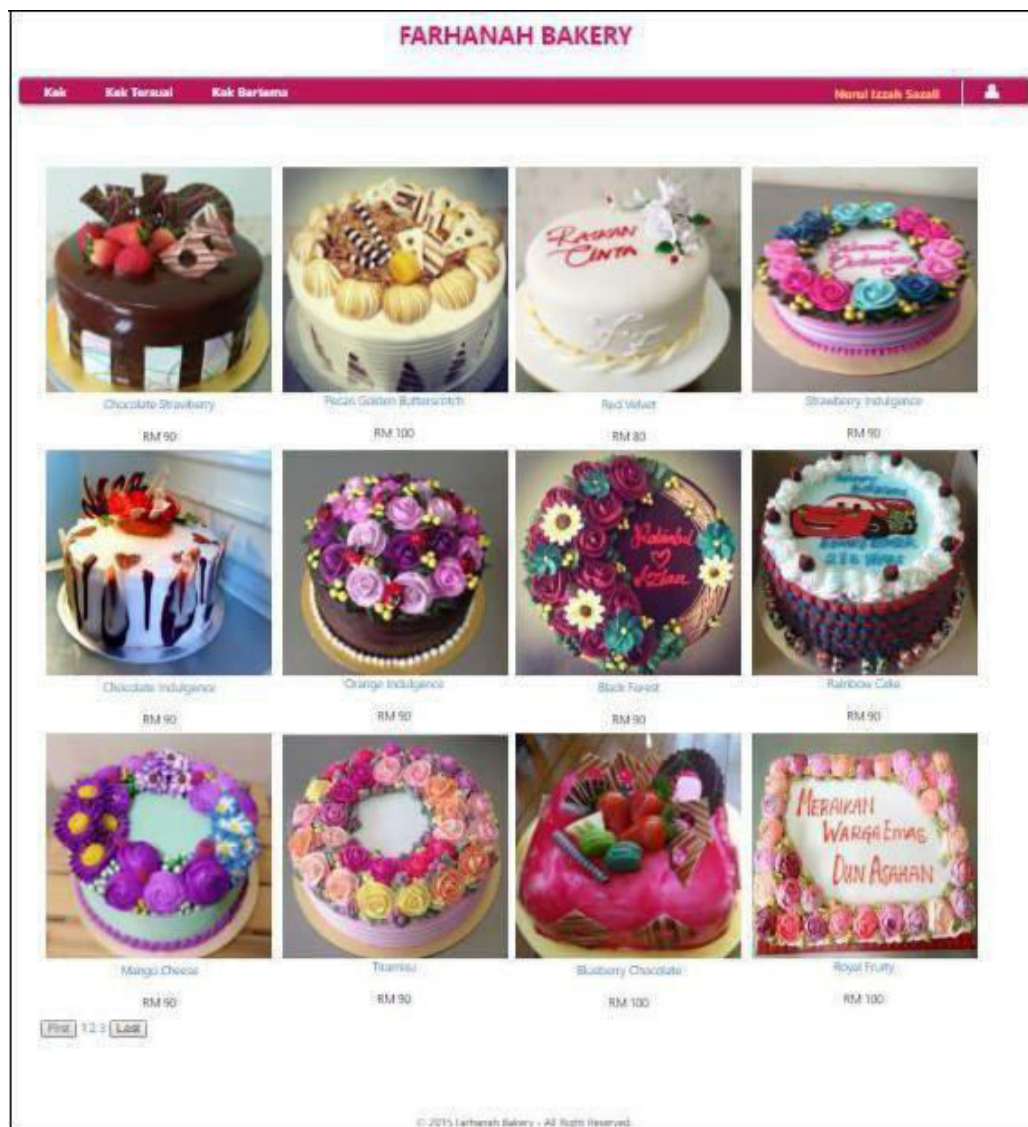 FARHANAH BAKERY
Kek Kek Tersuai Kek Bertema Nurul Izzah Sazali
RAIKAN
CINTA
Selamat
Chocolate Strawberry Pecan Golden Butterscotch Red Velvet Strawberry Indulgence
RM 90 RM 100 RM 80 RM 90
Chocolate Indulgence Orange Indulgence Black Forest Rainbow Cake
RM 90 RM 90 RM 90 RM 90
MERAIKAN
WARGA EMAS
DUN ASAHAN
Mango Cheese Tiramisu Blueberry Chocolate Royal Fruity
RM 90 RM 90 RM 100 RM 100
First 1 2 3 Last
© 2015 Farhanah Bakery - All Right Reserved.